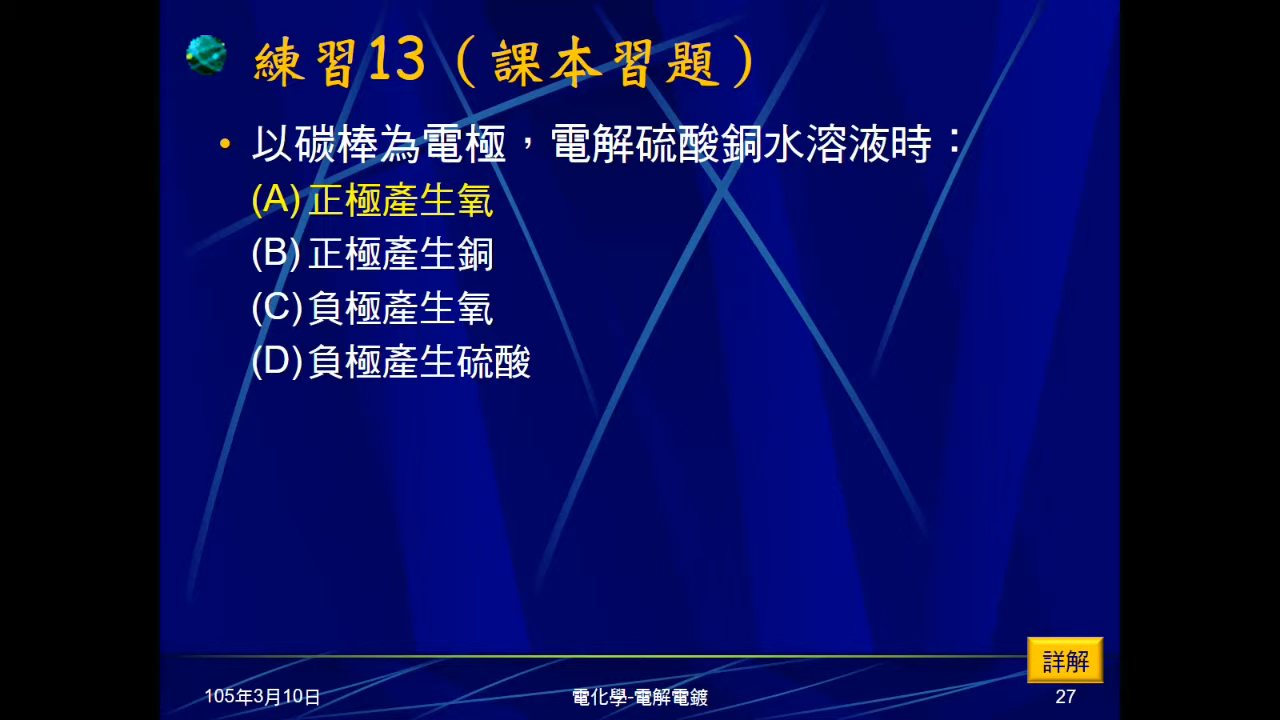 練習13（課本習題）
• 以碳棒為電極，電解硫酸銅水溶液時：
(A) 正極產生氧
(B) 正極產生銅
(C) 負極產生氧
(D) 負極產生硫酸
詳解
105年3月10日
電化學-電解電鍍
27